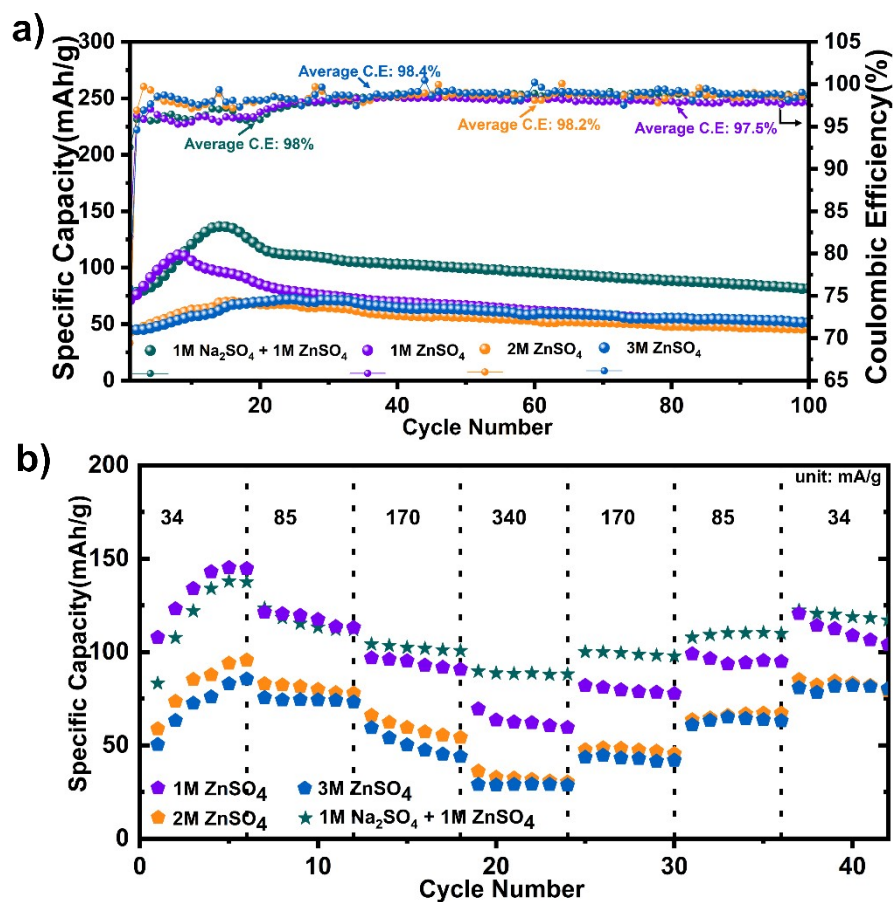 a)
300
250
200
150
100
50
0
Specific Capacity(mAh/g)
105
100
95
90
85
80
75
70
65
Coulombic Efficiency(%)
Average C.E: 98.4%
Average C.E: 98%
Average C.E: 98.2%
Average C.E: 97.5%
1M Na₂SO₄ + 1M ZnSO₄
1M ZnSO₄
2M ZnSO₄
3M ZnSO₄
20 40 60 80 100
Cycle Number
b)
200
150
100
50
0
Specific Capacity(mAh/g)
unit: mA/g
34 85 170 340 170 85 34
1M ZnSO₄ 3M ZnSO₄
2M ZnSO₄ 1M Na₂SO₄ + 1M ZnSO₄
0 10 20 30 40
Cycle Number